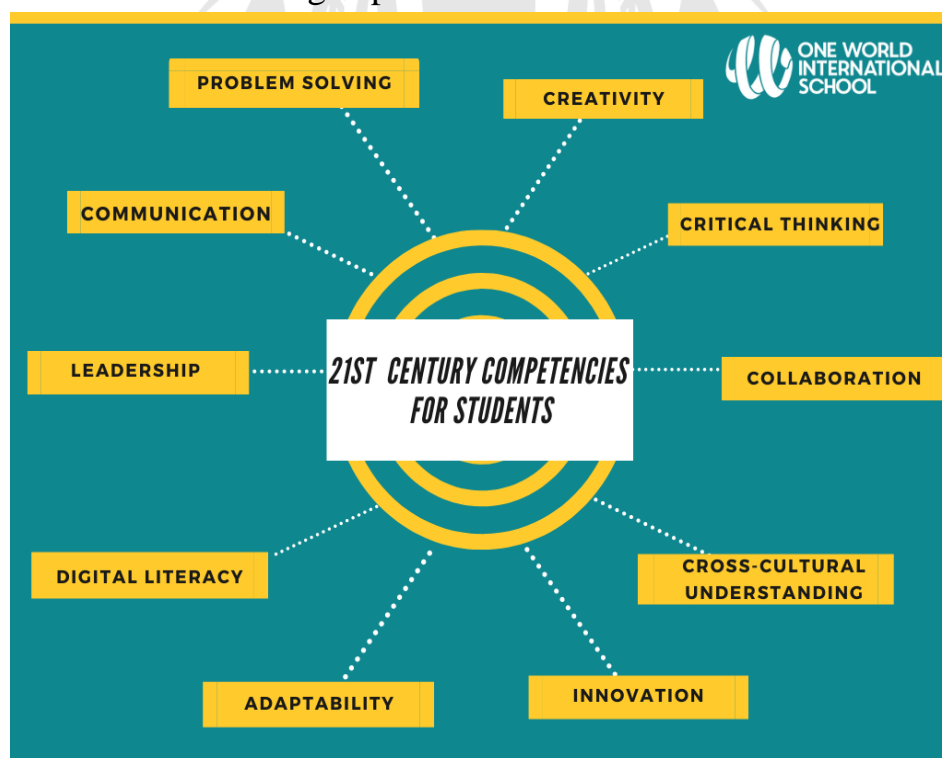 PROBLEM SOLVING
CREATIVITY
ONE WORLD
INTERNATIONAL
SCHOOL
COMMUNICATION
CRITICAL THINKING
LEADERSHIP
21ST CENTURY COMPETENCIES
FOR STUDENTS
COLLABORATION
DIGITAL LITERACY
CROSS-CULTURAL
UNDERSTANDING
ADAPTABILITY
INNOVATION